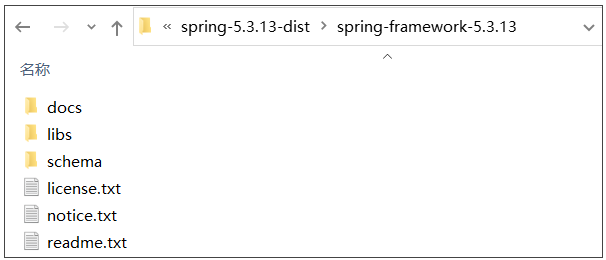 « spring-5.3.13-dist > spring-framework-5.3.13
名称
docs
libs
schema
license.txt
notice.txt
readme.txt